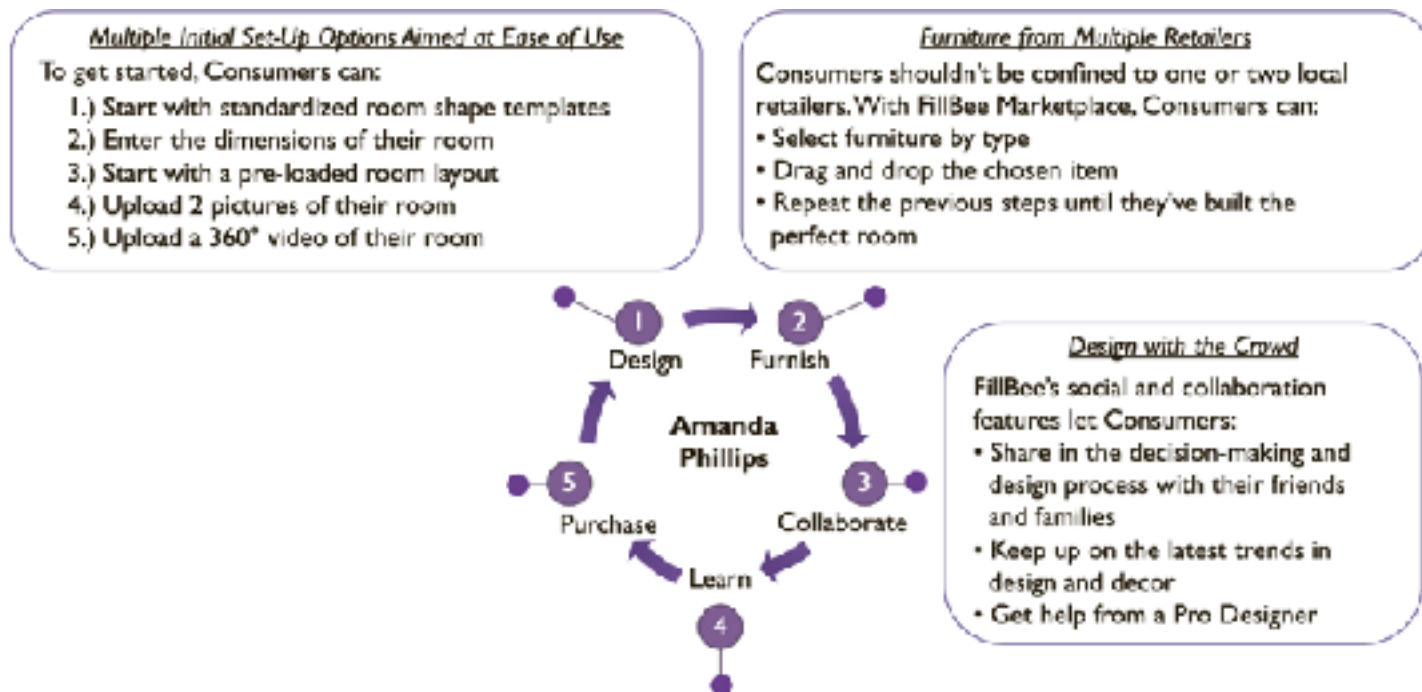 Multiple Initial Set-Up Options Aimed at Ease of Use
To get started, Consumers can:
1.) Start with standardized room shape templates
2.) Enter the dimensions of their room
3.) Start with a pre-loaded room layout
4.) Upload 2 pictures of their room
5.) Upload a 360° video of their room
Furniture from Multiple Retailers
Consumers shouldn't be confined to one or two local
retailers. With FillBee Marketplace, Consumers can:
• Select furniture by type
• Drag and drop the chosen item
• Repeat the previous steps until they've built the
perfect room
1
Design
2
Furnish
Amanda
Phillips
5
Purchase
3
Collaborate
Learn
4
Design with the Crowd
FillBee's social and collaboration
features let Consumers:
• Share in the decision-making and
design process with their friends
and families
• Keep up on the latest trends in
design and decor
• Get help from a Pro Designer